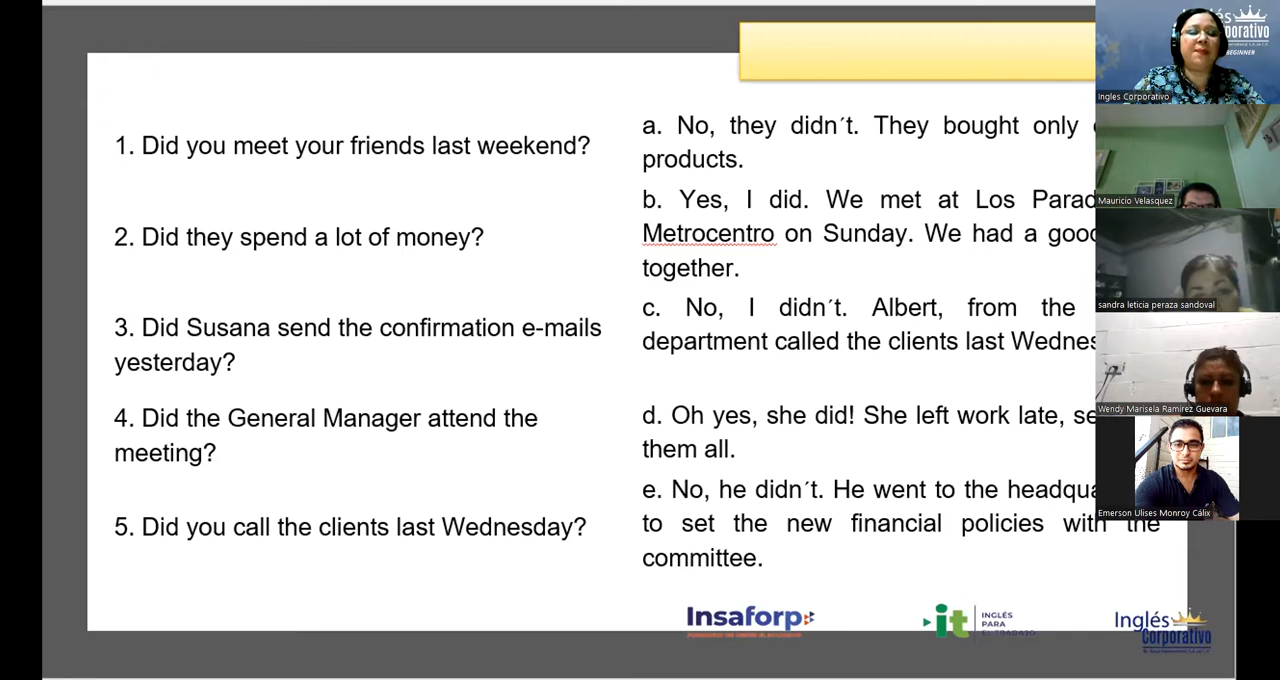 1. Did you meet your friends last weekend?
2. Did they spend a lot of money?
3. Did Susana send the confirmation e-mails
yesterday?
4. Did the General Manager attend the
meeting?
5. Did you call the clients last Wednesday?
a. No, they didn´t. They bought only
products.
b. Yes, I did. We met at Los
Metrocentro on Sunday. We had a
together.
c. No, I didn´t. Albert, from the
department called the clients last
d. Oh yes, she did! She left work late,
them all.
e. No, he didn´t. He went to the
to set the new financial policies with the
committee.
Insaforp
it
INGLÉS
PARA
EL TRABAJO
Inglés
Corporativo
BEGINNER
Ingles Corporativo
Mauricio Velasquez
sandra leticia peraza sandoval
Wendy Marisela Ramirez Guevara
Emerson Ulises Monroy Cálix